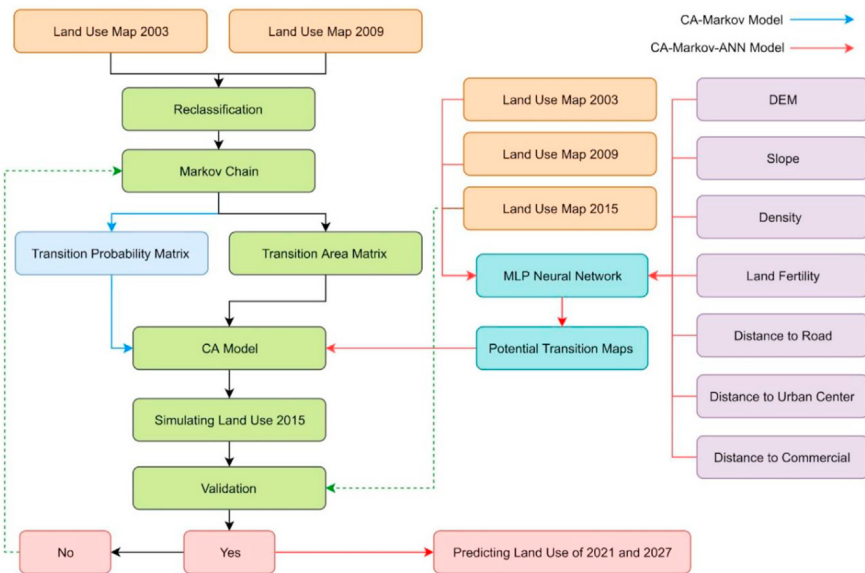 Land Use Map 2003
Land Use Map 2009
CA-Markov Model
CA-Markov-ANN Model
Reclassification
Markov Chain
Transition Probability Matrix
Transition Area Matrix
CA Model
Simulating Land Use 2015
Validation
No
Yes
Predicting Land Use of 2021 and 2027
Land Use Map 2003
Land Use Map 2009
Land Use Map 2015
MLP Neural Network
Potential Transition Maps
DEM
Slope
Density
Land Fertility
Distance to Road
Distance to Urban Center
Distance to Commercial